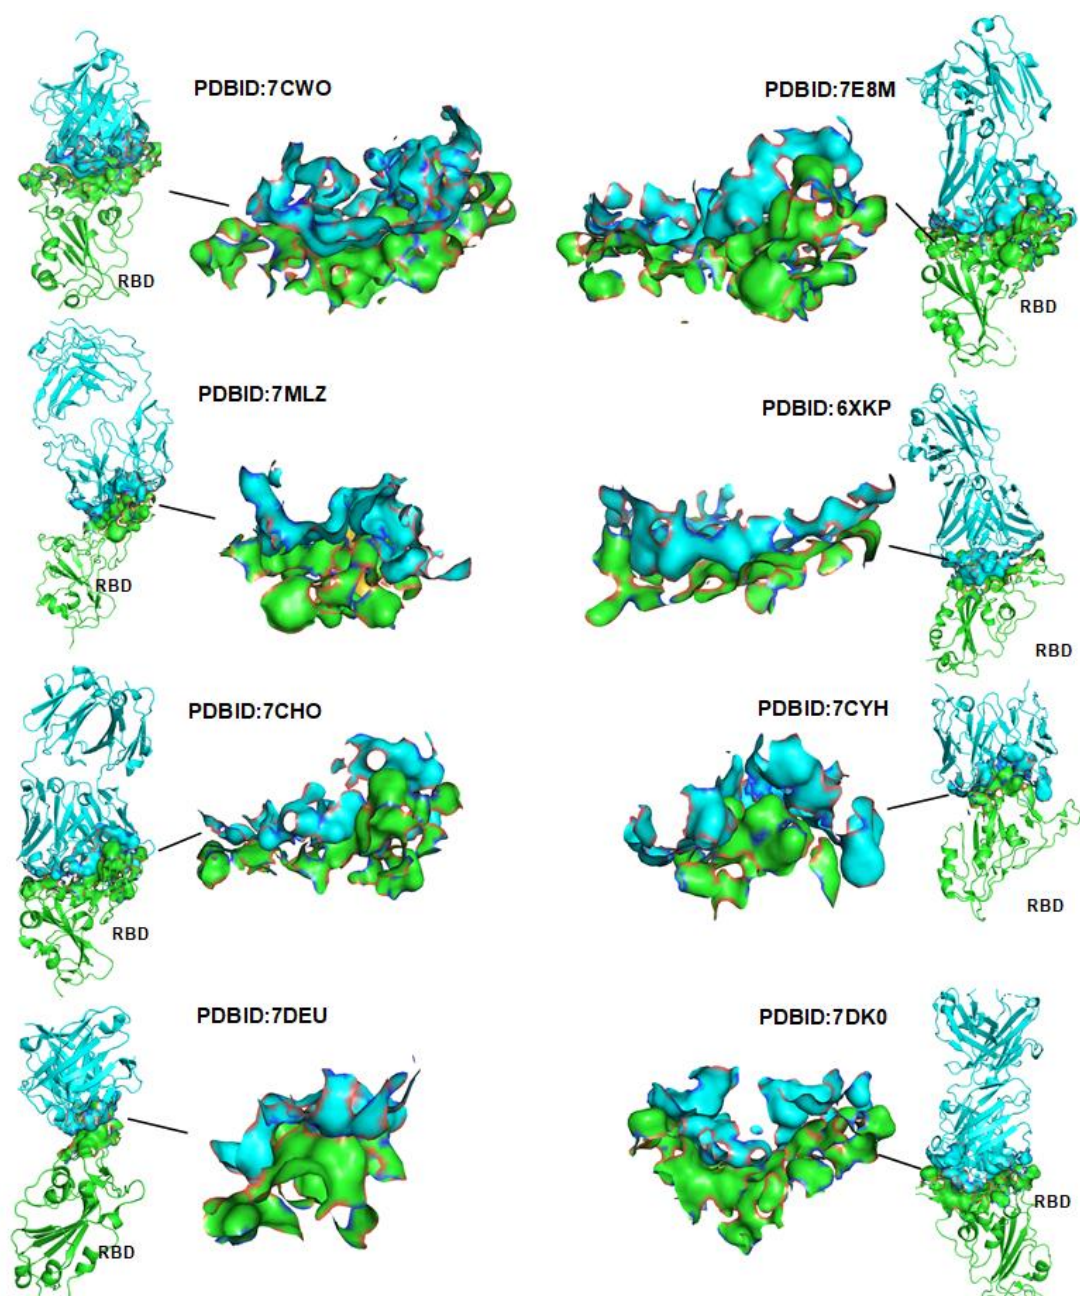 PDBID:7CWO
PDBID:7E8M
RBD
RBD
PDBID:7MLZ
PDBID:6XKP
RBD
RBD
PDBID:7CHO
PDBID:7CYH
RBD
RBD
PDBID:7DEU
PDBID:7DK0
RBD
RBD